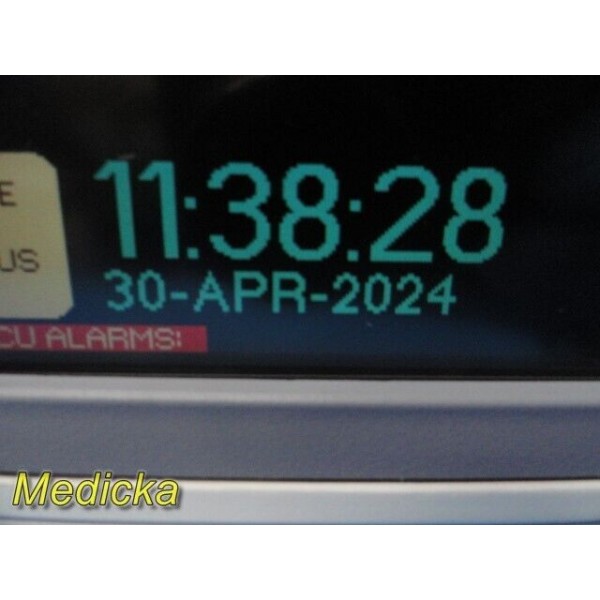 11:38:28
30-APR-2024
E
US
CU ALARMS:
Medicka